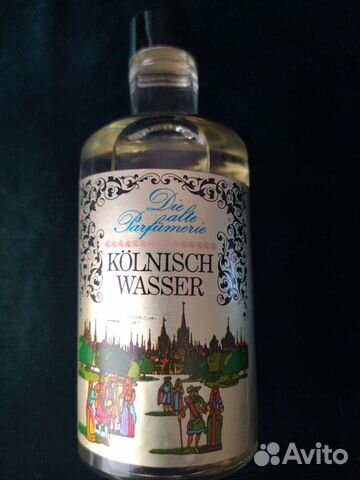 Die
alte
Parfümerie
KÖLNISCH
WASSER
Avito